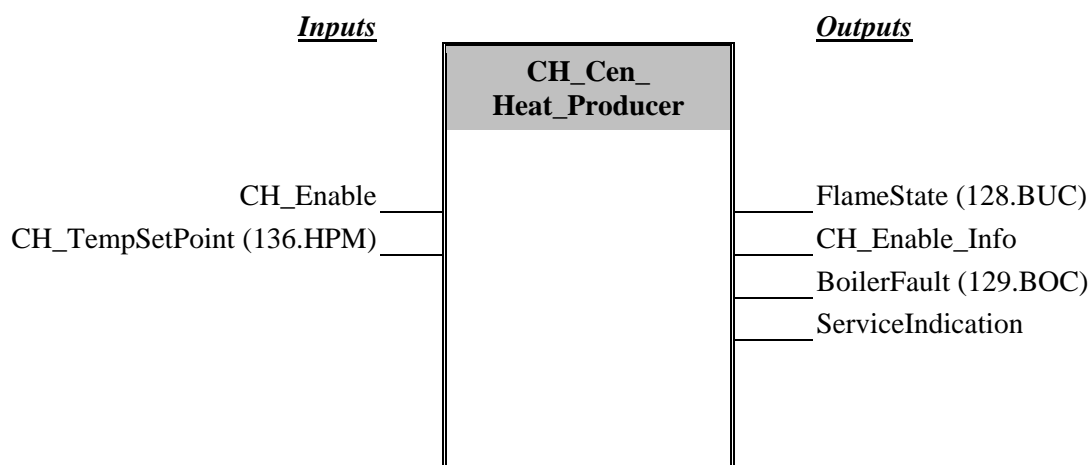 Inputs
Outputs
CH_Cen_
Heat_Producer
CH_Enable
CH_TempSetPoint (136.HPM)
FlameState (128.BUC)
CH_Enable_Info
BoilerFault (129.BOC)
ServiceIndication